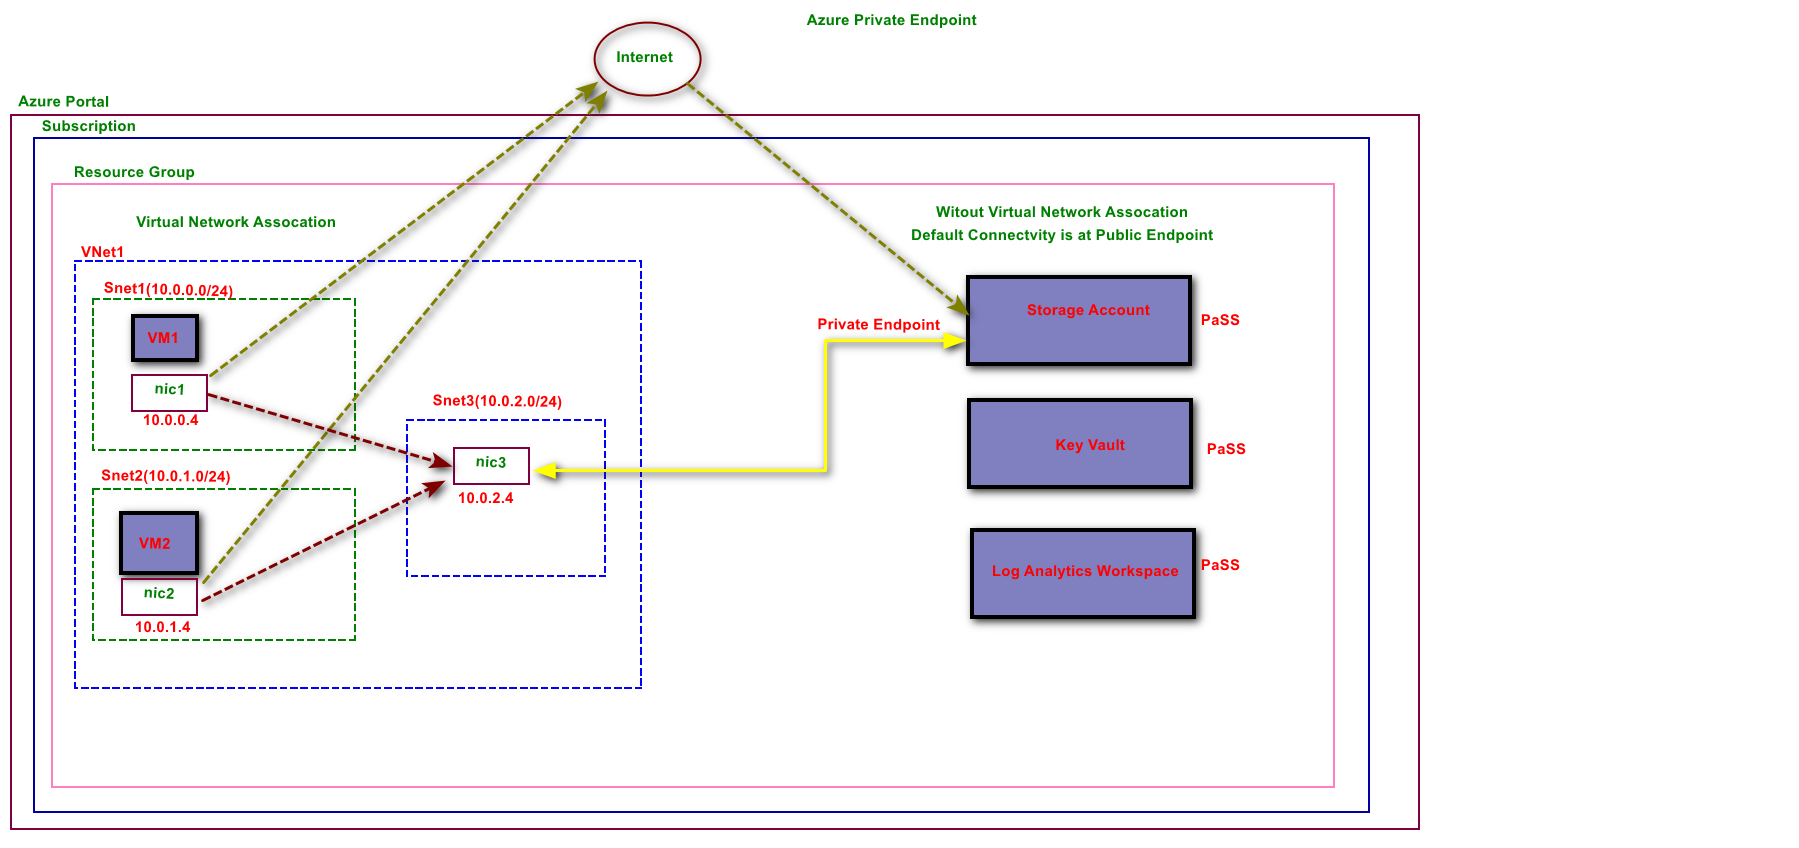 Azure Private Endpoint
Internet
Azure Portal
Subscription
Resource Group
Virtual Network Assocation
Witout Virtual Network Assocation
Default Connectvity is at Public Endpoint
VNet1
Snet1(10.0.0.0/24)
VM1
nic1
10.0.0.4
Snet2(10.0.1.0/24)
VM2
nic2
10.0.1.4
Snet3(10.0.2.0/24)
nic3
10.0.2.4
Private Endpoint
Storage Account
PaSS
Key Vault
PaSS
Log Analytics Workspace
PaSS